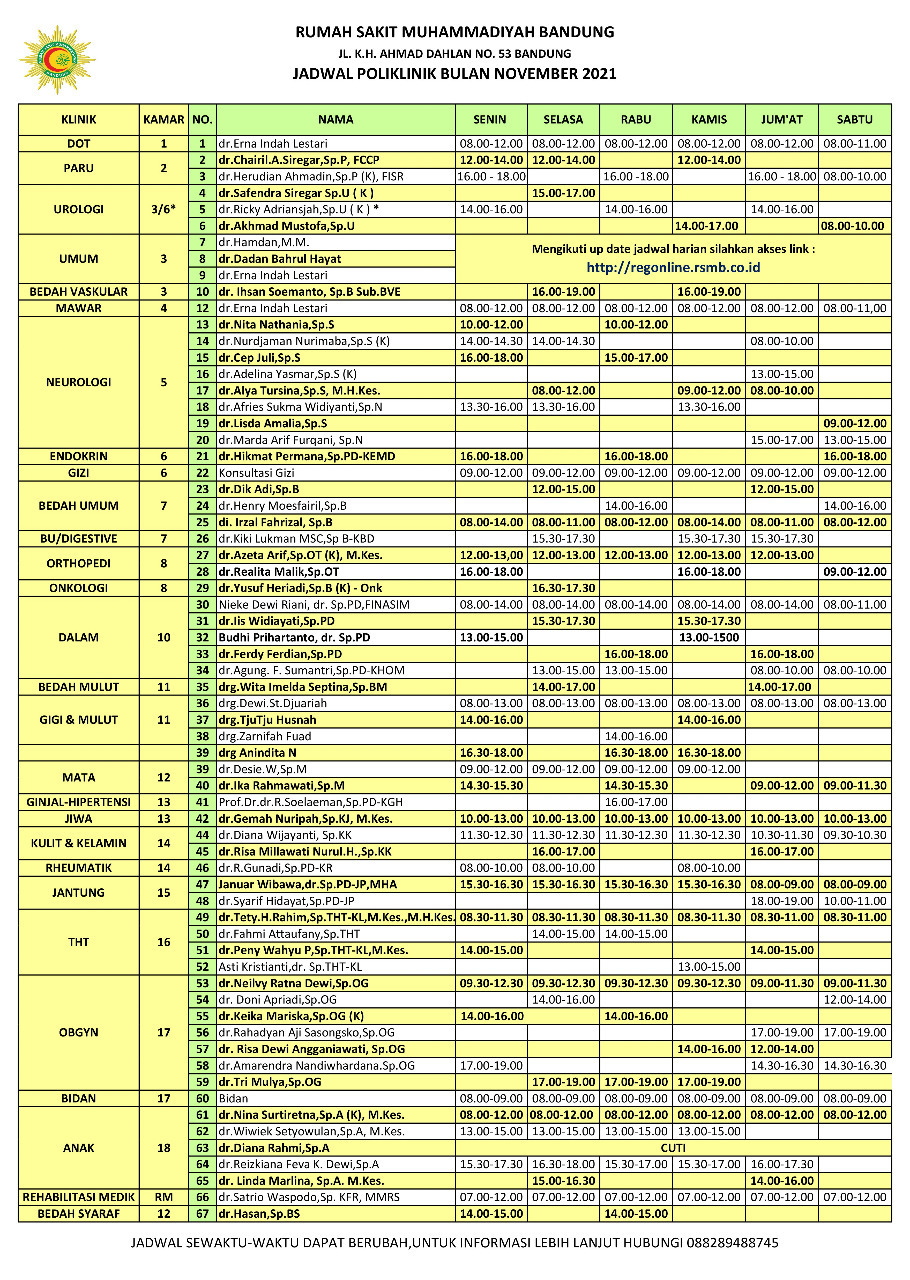 RUMAH SAKIT MUHAMMADIYAH BANDUNG
JL. K.H. AHMAD DAHLAN NO. 53 BANDUNG
JADWAL POLIKLINIK BULAN NOVEMBER 2021
KLINIK KAMAR NO. NAMA SENIN SELASA RABU KAMIS JUM'AT SABTU
DOT 1 1 dr.Erna Indah Lestari 08.00-12.00 08.00-12.00 08.00-12.00 08.00-12.00 08.00-12.00 08.00-11.00
PARU 2 2 dr.Chairil.A.Siregar,Sp.P, FCCP 12.00-14.00 12.00-14.00 12.00-14.00
3 dr.Herudian Ahmadin,Sp.P (K), FISR 16.00 - 18.00 16.00 -18.00 16.00 - 18.00 08.00-10.00
UROLOGI 3/6* 4 dr.Safendra Siregar Sp.U ( K ) 15.00-17.00
5 dr.Ricky Adriansjah,Sp.U ( K ) * 14.00-16.00 14.00-16.00 14.00-16.00
6 dr.Akhmad Mustofa,Sp.U 14.00-17.00 08.00-10.00
UMUM 3 7 dr.Hamdan,M.M. Mengikuti up date jadwal harian silahkan akses link :
8 dr.Dadan Bahrul Hayat http://regonline.rsmb.co.id
9 dr.Erna Indah Lestari
BEDAH VASKULAR 3 10 dr. Ihsan Soemanto, Sp.B Sub.BVE 16.00-19.00 16.00-19.00
MAWAR 4 12 dr.Erna Indah Lestari 08.00-12.00 08.00-12.00 08.00-12.00 08.00-12.00 08.00-12.00 08.00-11,00
NEUROLOGI 5 13 dr.Nita Nathania,Sp.S 10.00-12.00 10.00-12.00
14 dr.Nurdjaman Nurimaba,Sp.S (K) 14.00-14.30 14.00-14.30 08.00-10.00
15 dr.Cep Juli,Sp.S 16.00-18.00 15.00-17.00
16 dr.Adelina Yasmar,Sp.S (K) 13.00-15.00
17 dr.Alya Tursina,Sp.S, M.H.Kes. 08.00-12.00 09.00-12.00 08.00-10.00
18 dr.Afries Sukma Widiyanti,Sp.N 13.30-16.00 13.30-16.00 13.30-16.00
19 dr.Lisda Amalia,Sp.S 09.00-12.00
20 dr.Marda Arif Furqani, Sp.N 15.00-17.00 13.00-15.00
ENDOKRIN 6 21 dr.Hikmat Permana,Sp.PD-KEMD 16.00-18.00 16.00-18.00 16.00-18.00
GIZI 6 22 Konsultasi Gizi 09.00-12.00 09.00-12.00 09.00-12.00 09.00-12.00 09.00-12.00 09.00-12.00
BEDAH UMUM 7 23 dr.Dik Adi,Sp.B 12.00-15.00 12.00-15.00
24 dr.Henry Moesfairil,Sp.B 14.00-16.00 14.00-16.00
25 di. Irzal Fahrizal, Sp.B 08.00-14.00 08.00-11.00 08.00-12.00 08.00-14.00 08.00-11.00 08.00-12.00
BU/DIGESTIVE 7 26 dr.Kiki Lukman MSC,Sp B-KBD 15.30-17.30 15.30-17.30 15.30-17.30
ORTHOPEDI 8 27 dr.Azeta Arif,Sp.OT (K), M.Kes. 12.00-13,00 12.00-13.00 12.00-13.00 12.00-13.00 12.00-13.00
28 dr.Realita Malik,Sp.OT 16.00-18.00 16.00-18.00 09.00-12.00
ONKOLOGI 8 29 dr.Yusuf Heriadi,Sp.B (K) - Onk 16.30-17.30
DALAM 10 30 Nieke Dewi Riani, dr. Sp.PD,FINASIM 08.00-14.00 08.00-14.00 08.00-14.00 08.00-14.00 08.00-14.00 08.00-11.00
31 dr.Iis Widiayati,Sp.PD 15.30-17.30 15.30-17.30
32 Budhi Prihartanto, dr. Sp.PD 13.00-15.00 13.00-1500
33 dr.Ferdy Ferdian,Sp.PD 16.00-18.00 16.00-18.00
34 dr.Agung. F. Sumantri,Sp.PD-KHOM 13.00-15.00 13.00-15.00 08.00-10.00 08.00-10.00
BEDAH MULUT 11 35 drg.Wita Imelda Septina,Sp.BM 14.00-17.00 14.00-17.00
GIGI & MULUT 11 36 drg.Dewi.St.Djuariah 08.00-13.00 08.00-13.00 08.00-13.00 08.00-13.00 08.00-13.00 08.00-13.00
37 drg.TjuTju Husnah 14.00-16.00 14.00-16.00
38 drg.Zarnifah Fuad 14.00-16.00
39 drg Anindita N 16.30-18.00 16.30-18.00 16.30-18.00
MATA 12 39 dr.Desie.W,Sp.M 09.00-12.00 09.00-12.00 09.00-12.00 09.00-12.00
40 dr.Ika Rahmawati,Sp.M 14.30-15.30 14.30-15.30 09.00-12.00 09.00-11.30
GINJAL-HIPERTENSI 13 41 Prof.Dr.dr.R.Soelaeman,Sp.PD-KGH 16.00-17.00
JIWA 13 42 dr.Gemah Nuripah,Sp.KJ, M.Kes. 10.00-13.00 10.00-13.00 10.00-13.00 10.00-13.00 10.00-13.00 10.00-13.00
KULIT & KELAMIN 14 44 dr.Diana Wijayanti, Sp.KK 11.30-12.30 11.30-12.30 11.30-12.30 11.30-12.30 10.30-11.30 09.30-10.30
45 dr.Risa Millawati Nurul.H.,Sp.KK 16.00-17.00 16.00-17.00
RHEUMATIK 14 46 dr.R.Gunadi,Sp.PD-KR 08.00-10.00 08.00-10.00 08.00-10.00
JANTUNG 15 47 Januar Wibawa,dr.Sp.PD-JP,MHA 15.30-16.30 15.30-16.30 15.30-16.30 15.30-16.30 08.00-09.00 08.00-09.00
48 dr.Syarif Hidayat,Sp.PD-JP 18.00-19.00 10.00-11.00
THT 16 49 dr.Tety.H.Rahim,Sp.THT-KL,M.Kes.,M.H.Kes. 08.30-11.30 08.30-11.30 08.30-11.30 08.30-11.30 08.30-11.00 08.30-11.00
50 dr.Fahmi Attaufany,Sp.THT 14.00-15.00 14.00-15.00
51 dr.Peny Wahyu P,Sp.THT-KL,M.Kes. 14.00-15.00 14.00-15.00
52 Asti Kristianti,dr. Sp.THT-KL 13.00-15.00
OBGYN 17 53 dr.Neilvy Ratna Dewi,Sp.OG 09.30-12.30 09.30-12.30 09.30-12.30 09.30-12.30 09.00-11.30 09.00-11.30
54 dr. Doni Apriadi,Sp.OG 14.00-16.00 12.00-14.00
55 dr.Keika Mariska,Sp.OG (K) 14.00-16.00 14.00-16.00
56 dr.Rahadyan Aji Sasongsko,Sp.OG 17.00-19.00 17.00-19.00
57 dr. Risa Dewi Angganiawati, Sp.OG 14.00-16.00 12.00-14.00
58 dr.Amarendra Nandiwhardana.Sp.OG 17.00-19.00 14.30-16.30 14.30-16.30
59 dr.Tri Mulya,Sp.OG 17.00-19.00 17.00-19.00 17.00-19.00
BIDAN 17 60 Bidan 08.00-09.00 08.00-09.00 08.00-09.00 08.00-09.00 08.00-09.00 08.00-09.00
ANAK 18 61 dr.Nina Surtiretna,Sp.A (K), M.Kes. 08.00-12.00 08.00-12.00 08.00-12.00 08.00-12.00 08.00-12.00 08.00-12.00
62 dr.Wiwiek Setyowulan,Sp.A, M.Kes. 13.00-15.00 13.00-15.00 13.00-15.00 13.00-15.00
63 dr.Diana Rahmi,Sp.A CUTI
64 dr.Reizkiana Feva K. Dewi,Sp.A 15.30-17.30 16.30-18.00 15.30-17.00 15.30-17.00 16.00-17.30
65 dr. Linda Marlina, Sp.A. M.Kes. 15.00-16.30 14.00-16.00
REHABILITASI MEDIK RM 66 dr.Satrio Waspodo,Sp. KFR, MMRS 07.00-12.00 07.00-12.00 07.00-12.00 07.00-12.00 07.00-12.00 07.00-12.00
BEDAH SYARAF 12 67 dr.Hasan,Sp.BS 14.00-15.00 14.00-15.00
JADWAL SEWAKTU-WAKTU DAPAT BERUBAH,UNTUK INFORMASI LEBIH LANJUT HUBUNGI 088289488745